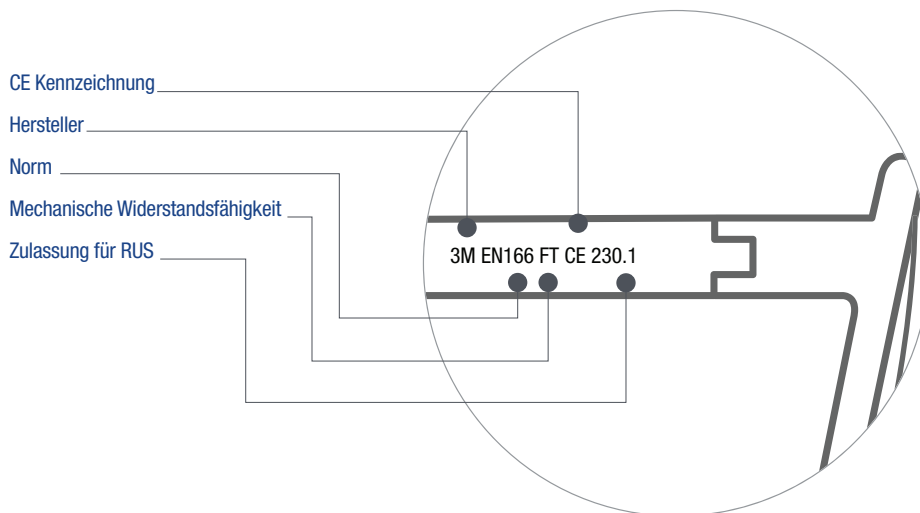 CE Kennzeichnung
Hersteller
Norm
Mechanische Widerstandsfähigkeit
Zulassung für RUS
3M EN166 FT CE 230.1